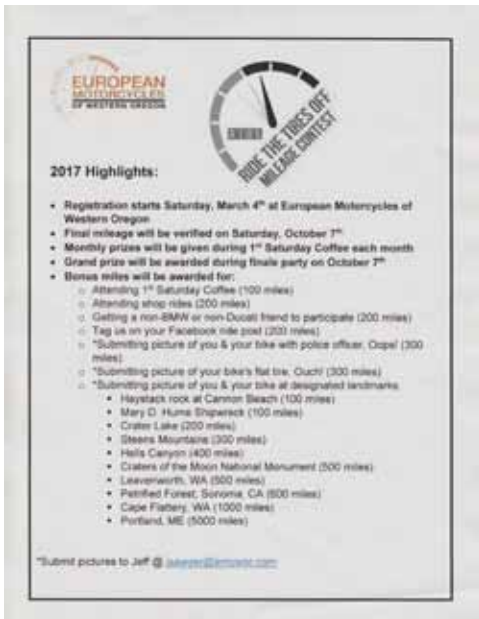 EUROPEAN
MOTORCYCLES
OF WESTERN OREGON
RIDE THE TIRES OFF
MILEAGE CONTEST
2017 Highlights:
• Registration starts Saturday, March 4th at European Motorcycles of
Western Oregon
• Final mileage will be verified on Saturday, October 7th
• Monthly prizes will be given during 1st Saturday Coffee each month
• Grand prize will be awarded during finale party on October 7th
• Bonus miles will be awarded for:
o Attending 1st Saturday Coffee (100 miles)
o Attending shop rides (200 miles)
o Getting a non-BMW or non-Ducati friend to participate (200 miles)
o Tag us on your Facebook ride post (200 miles)
o *Submitting picture of you & your bike with police officer. Oops! (300
miles)
o *Submitting picture of your bike's flat tire. Ouch! (300 miles)
o *Submitting picture of you & your bike at designated landmarks
▪ Haystack rock at Cannon Beach (100 miles)
▪ Mary D. Hume Shipwreck (100 miles)
▪ Crater Lake (200 miles)
▪ Steens Mountains (300 miles)
▪ Hells Canyon (400 miles)
▪ Craters of the Moon National Monument (500 miles)
▪ Leavenworth, WA (500 miles)
▪ Petrified Forest, Sonoma, CA (600 miles)
▪ Cape Flattery, WA (1000 miles)
▪ Portland, ME (5000 miles)
*Submit pictures to Jeff @